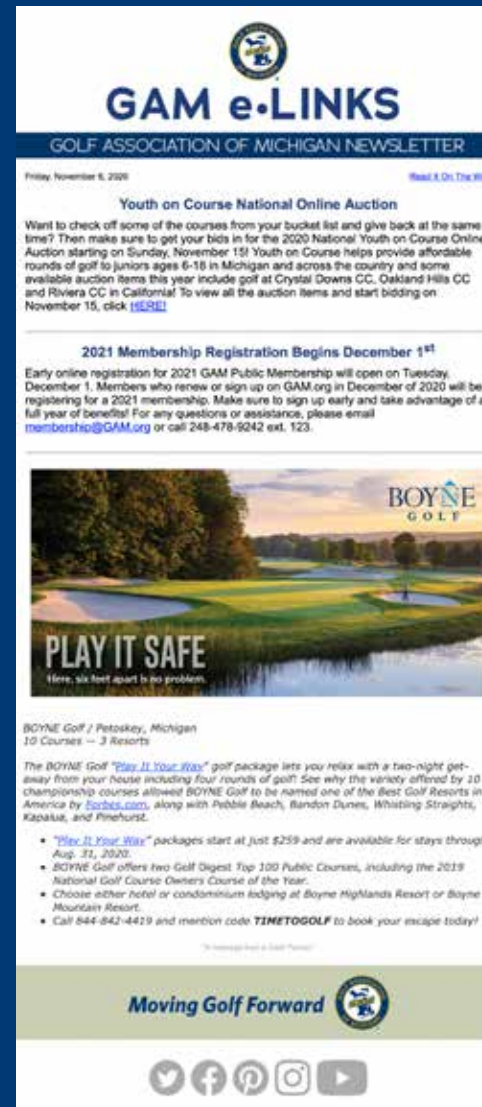 GAM e•LINKS
GOLF ASSOCIATION OF MICHIGAN NEWSLETTER
Friday, November 6, 2020
Read It On The We
Youth on Course National Online Auction
Want to check off some of the courses from your bucket list and give back at the same
time? Then make sure to get your bids in for the 2020 National Youth on Course Online
Auction starting on Sunday, November 15! Youth on Course helps provide affordable
rounds of golf to juniors ages 6-18 in Michigan and across the country and some
available auction items this year include golf at Crystal Downs CC, Oakland Hills CC
and Riviera CC in California! To view all the auction items and start bidding on
November 15, click HERE!
2021 Membership Registration Begins December 1st
Early online registration for 2021 GAM Public Membership will open on Tuesday,
December 1. Members who renew or sign up on GAM.org in December of 2020 will be
registering for a 2021 membership. Make sure to sign up early and take advantage of a
full year of benefits! For any questions or assistance, please email
membership@GAM.org or call 248-478-9242 ext. 123.
BOYNE
GOLF
PLAY IT SAFE
Here, six feet apart is no problem.
BOYNE Golf / Petoskey, Michigan
10 Courses — 3 Resorts
The BOYNE Golf "Play It Your Way" golf package lets you relax with a two-night get-
away from your house including four rounds of golf! See why the variety offered by 10
championship courses allowed BOYNE Golf to be named one of the Best Golf Resorts in
America by Forbes.com, along with Pebble Beach, Bandon Dunes, Whistling Straights,
Kapalua, and Pinehurst.
• "Play It Your Way" packages start at just $259 and are available for stays through
Aug. 31, 2020.
• BOYNE Golf offers two Golf Digest Top 100 Public Courses, including the 2019
National Golf Course Owners Course of the Year.
• Choose either hotel or condominium lodging at Boyne Highlands Resort or Boyne
Mountain Resort.
• Call 844-842-4419 and mention code TIMETOGOLF to book your escape today!
Moving Golf Forward